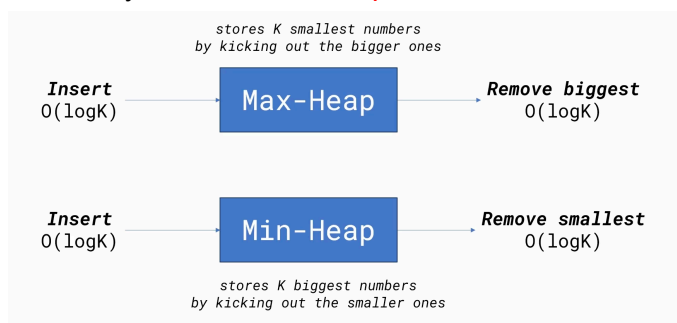 stores K smallest numbers
by kicking out the bigger ones
Insert
O(logK)
Max-Heap
Remove biggest
O(logK)
Insert
O(logK)
Min-Heap
Remove smallest
O(logK)
stores K biggest numbers
by kicking out the smaller ones